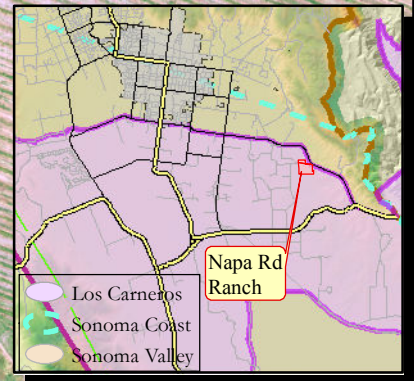 Napa Rd
Ranch
Los Carneros
Sonoma Coast
Sonoma Valley